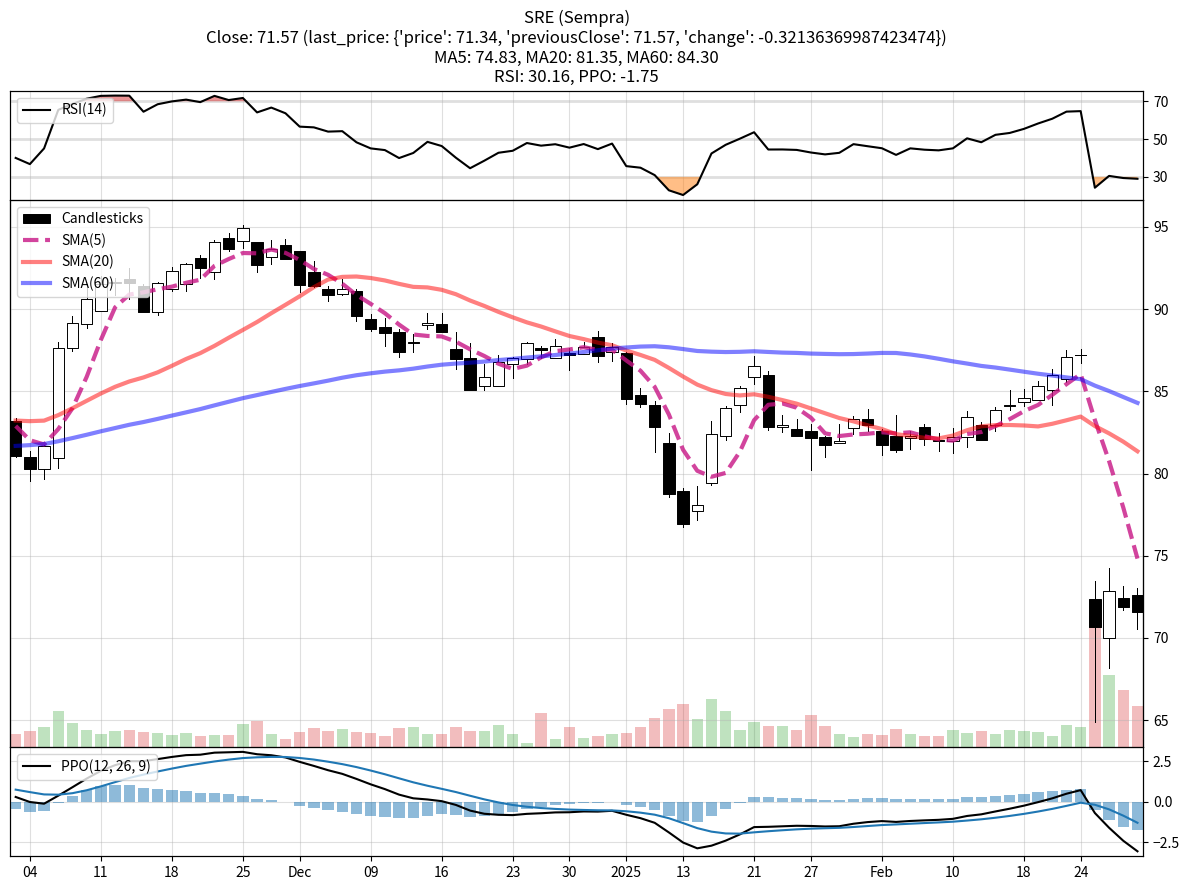 SRE (Sempra)
Close: 71.57 (last_price: {'price': 71.34, 'previousClose': 71.57, 'change': -0.32136369987423474})
MA5: 74.83, MA20: 81.35, MA60: 84.30
RSI: 30.16, PPO: -1.75
RSI(14)
70
50
30
Candlesticks
SMA(5)
SMA(20)
SMA(60)
95
90
85
80
75
70
65
PPO(12, 26, 9)
2.5
0.0
−2.5
04 11 18 25 Dec 09 16 23 30 2025 13 21 27 Feb 10 18 24